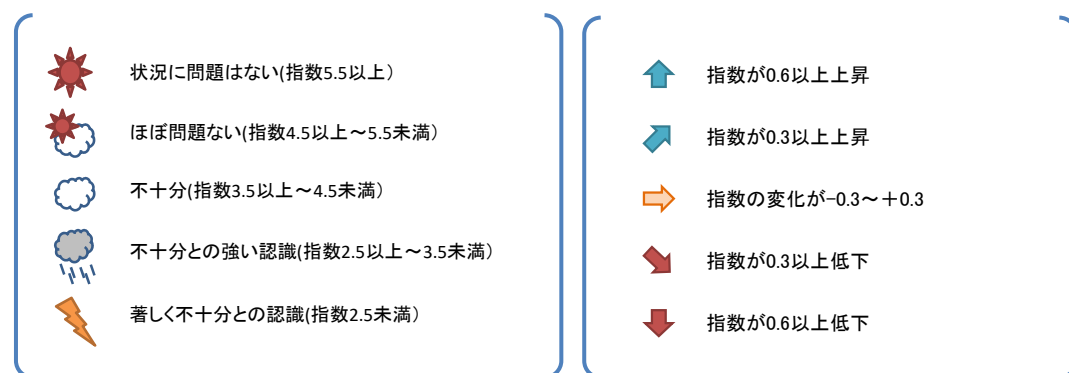 状況に問題はない(指数5.5以上)
ほぼ問題ない(指数4.5以上～5.5未満)
不十分(指数3.5以上～4.5未満)
不十分との強い認識(指数2.5以上～3.5未満)
著しく不十分との認識(指数2.5未満)
指数が0.6以上上昇
指数が0.3以上上昇
指数の変化が-0.3～＋0.3
指数が0.3以上低下
指数が0.6以上低下